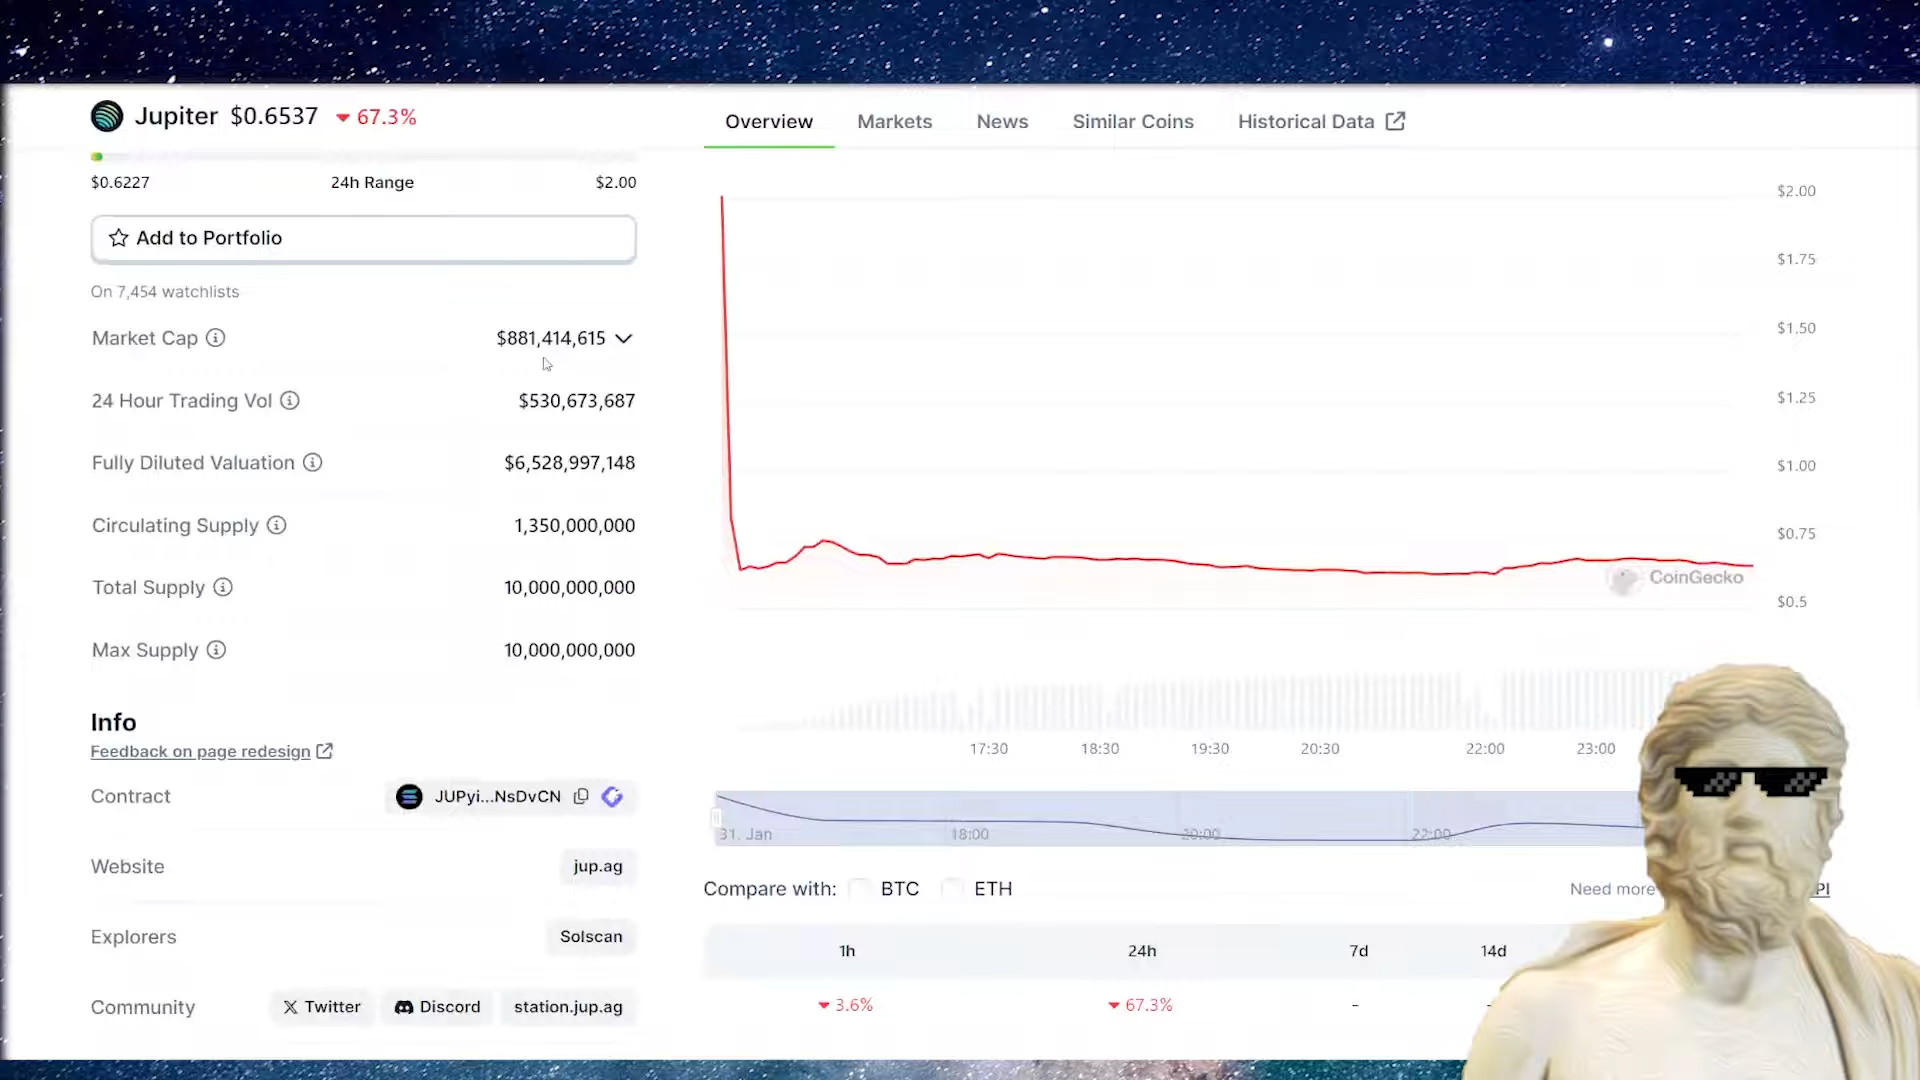 Jupiter $0.6537 67.3%
$0.6227 24h Range $2.00
Add to Portfolio
On 7,454 watchlists
Market Cap $881,414,615
24 Hour Trading Vol $530,673,687
Fully Diluted Valuation $6,528,997,148
Circulating Supply 1,350,000,000
Total Supply 10,000,000,000
Max Supply 10,000,000,000
Info
Feedback on page redesign
Contract JUPyi...NsDvCN
Website jup.ag
Explorers Solscan
Community Twitter Discord station.jup.ag
Overview Markets News Similar Coins Historical Data
$2.00
$1.75
$1.50
$1.25
$1.00
$0.75
CoinGecko
$0.5
17:30 18:30 19:30 20:30 22:00 23:00
31. Jan 18:00 20:00 22:00
Compare with: BTC ETH Need more PI
1h 24h 7d 14d
3.6% 67.3% - -